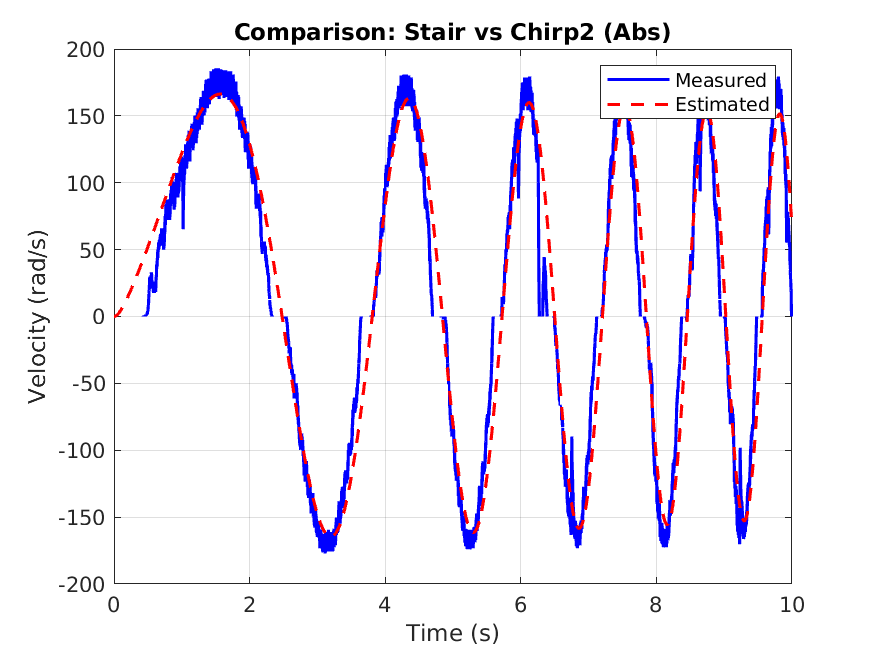 Comparison: Stair vs Chirp2 (Abs)
Measured
Estimated
Velocity (rad/s)
200
150
100
50
0
-50
-100
-150
-200
0 2 4 6 8 10
Time (s)